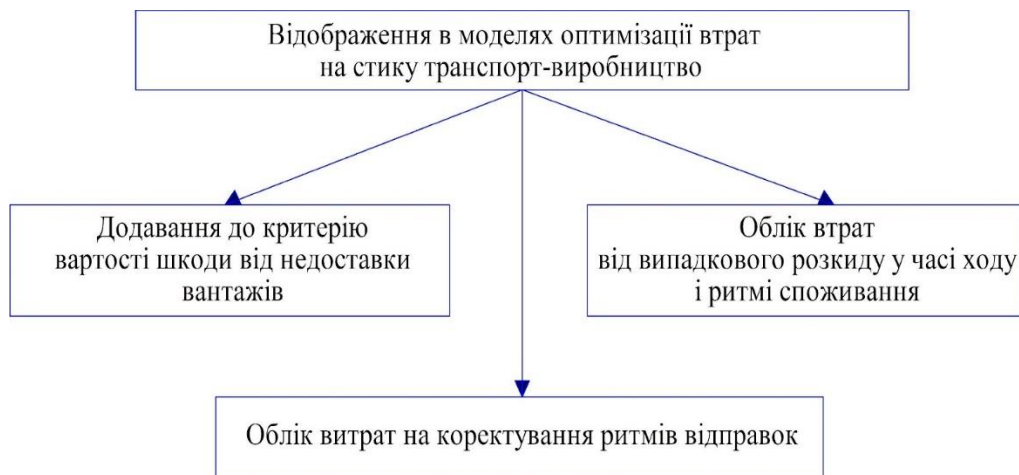 Відображення в моделях оптимізації втрат
на стику транспорт-виробництво
Додавання до критерію
вартості шкоди від недоставки
вантажів
Облік втрат
від випадкового розкиду у часі ходу
і ритмі споживання
Облік витрат на коректування ритмів відправок